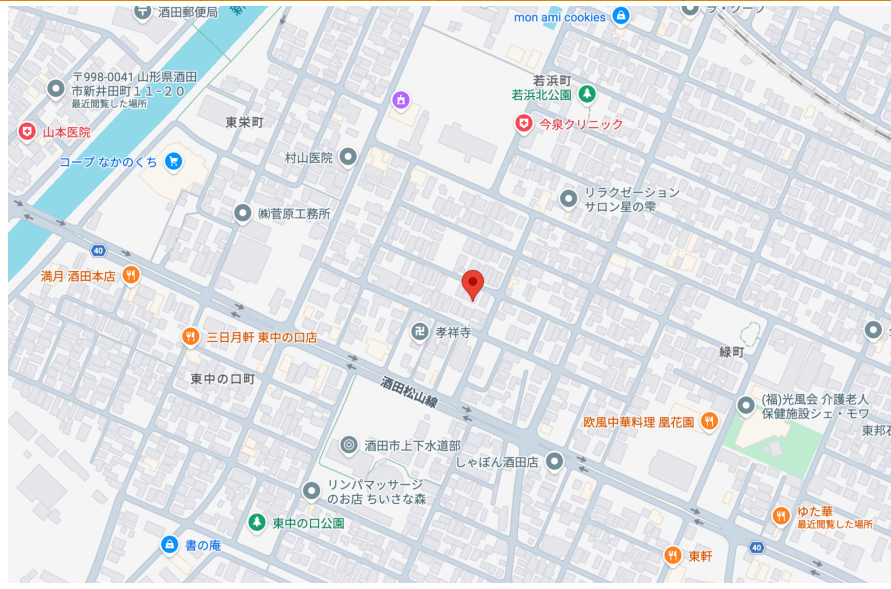 酒田郵便局
新
mon ami cookies
ラ・クープ
〒998-0041 山形県酒田
市新井田町１１−２０
最近閲覧した場所
若浜町
若浜北公園
東栄町
今泉クリニック
山本医院
コープ なかのくち
村山医院
リラクゼーション
サロン星の雫
㈱菅原工務所
40
満月 酒田本店
孝祥寺
三日月軒 東中の口店
緑町
東中の口町
酒田松山線
(福)光風会 介護老人
保健施設シェ・モワ
欧風中華料理 凰花園
東邦石
酒田市上下水道部
しゃぼん酒田店
リンパマッサージ
のお店 ちいさな森
ゆた華
最近閲覧した場所
東中の口公園
書の庵
40
東軒